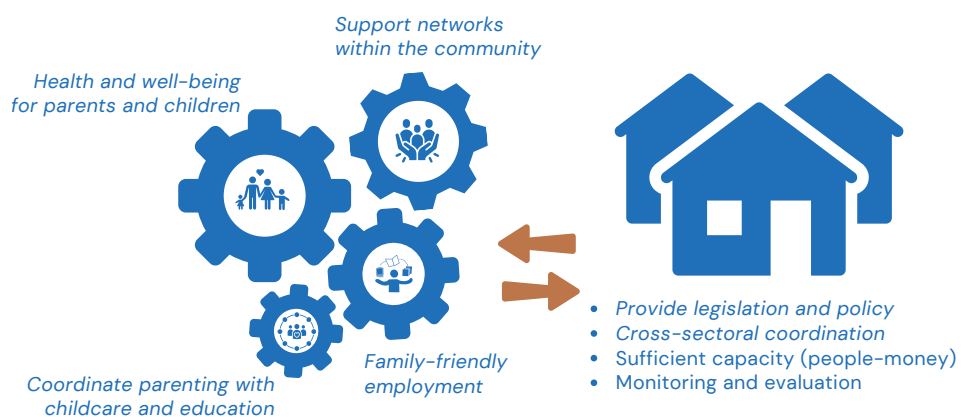 Support networks
within the community
Health and well-being
for parents and children
Family-friendly
employment
Coordinate parenting with
childcare and education
• Provide legislation and policy
• Cross-sectoral coordination
• Sufficient capacity (people-money)
• Monitoring and evaluation